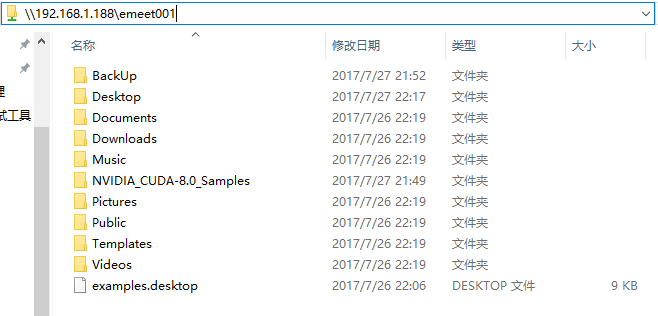 \\192.168.1.188\emeet001
名称 修改日期 类型 大小
BackUp 2017/7/27 21:52 文件夹
Desktop 2017/7/27 22:17 文件夹
Documents 2017/7/26 22:19 文件夹
Downloads 2017/7/26 22:19 文件夹
Music 2017/7/26 22:19 文件夹
NVIDIA_CUDA-8.0_Samples 2017/7/27 21:49 文件夹
Pictures 2017/7/26 22:19 文件夹
Public 2017/7/26 22:19 文件夹
Templates 2017/7/26 22:19 文件夹
Videos 2017/7/26 22:19 文件夹
examples.desktop 2017/7/26 22:06 DESKTOP 文件 9 KB
理
试工具